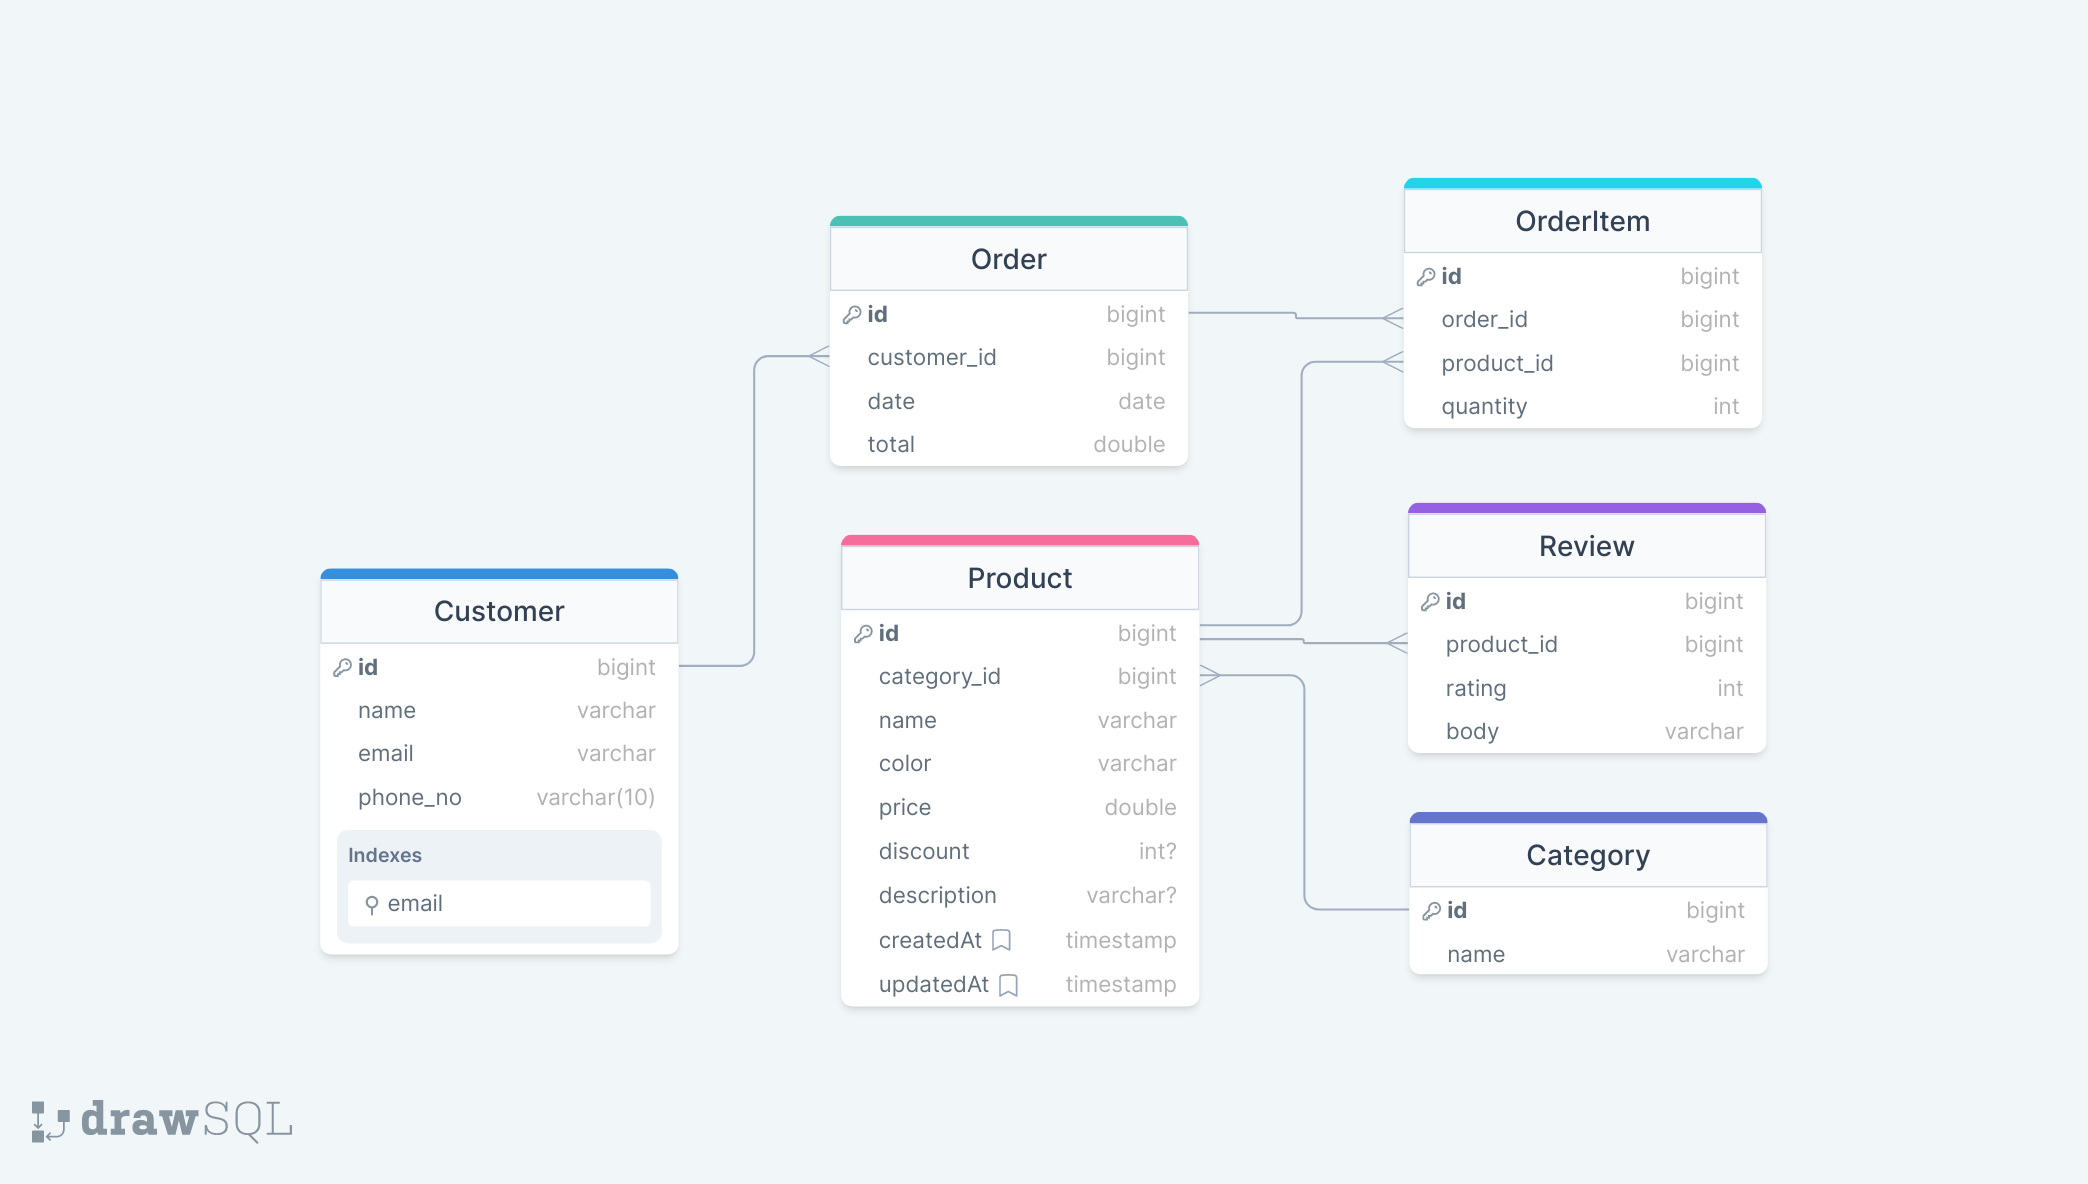 Customer
id bigint
name varchar
email varchar
phone_no varchar(10)
Indexes
email
Order
id bigint
customer_id bigint
date date
total double
Product
id bigint
category_id bigint
name varchar
color varchar
price double
discount int?
description varchar?
createdAt timestamp
updatedAt timestamp
OrderItem
id bigint
order_id bigint
product_id bigint
quantity int
Review
id bigint
product_id bigint
rating int
body varchar
Category
id bigint
name varchar
drawSQL